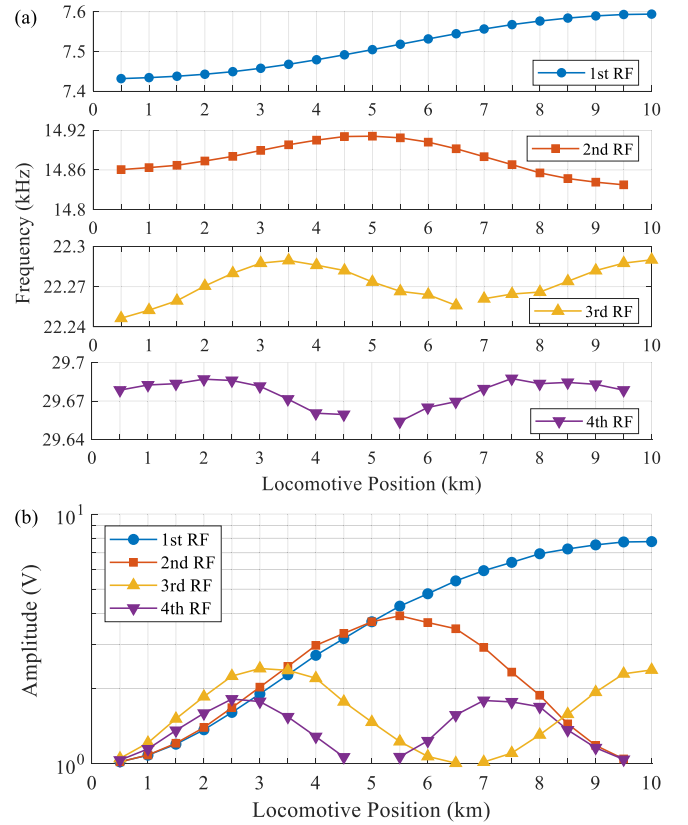 (a)
7.6
7.5
7.4
1st RF
0 1 2 3 4 5 6 7 8 9 10
14.92
14.86
14.8
2nd RF
0 1 2 3 4 5 6 7 8 9 10
Frequency (kHz)
22.3
22.27
22.24
3rd RF
0 1 2 3 4 5 6 7 8 9 10
29.7
29.67
29.64
4th RF
0 1 2 3 4 5 6 7 8 9 10
Locomotive Position (km)
(b)
10^1
10^0
Amplitude (V)
1st RF
2nd RF
3rd RF
4th RF
0 1 2 3 4 5 6 7 8 9 10
Locomotive Position (km)